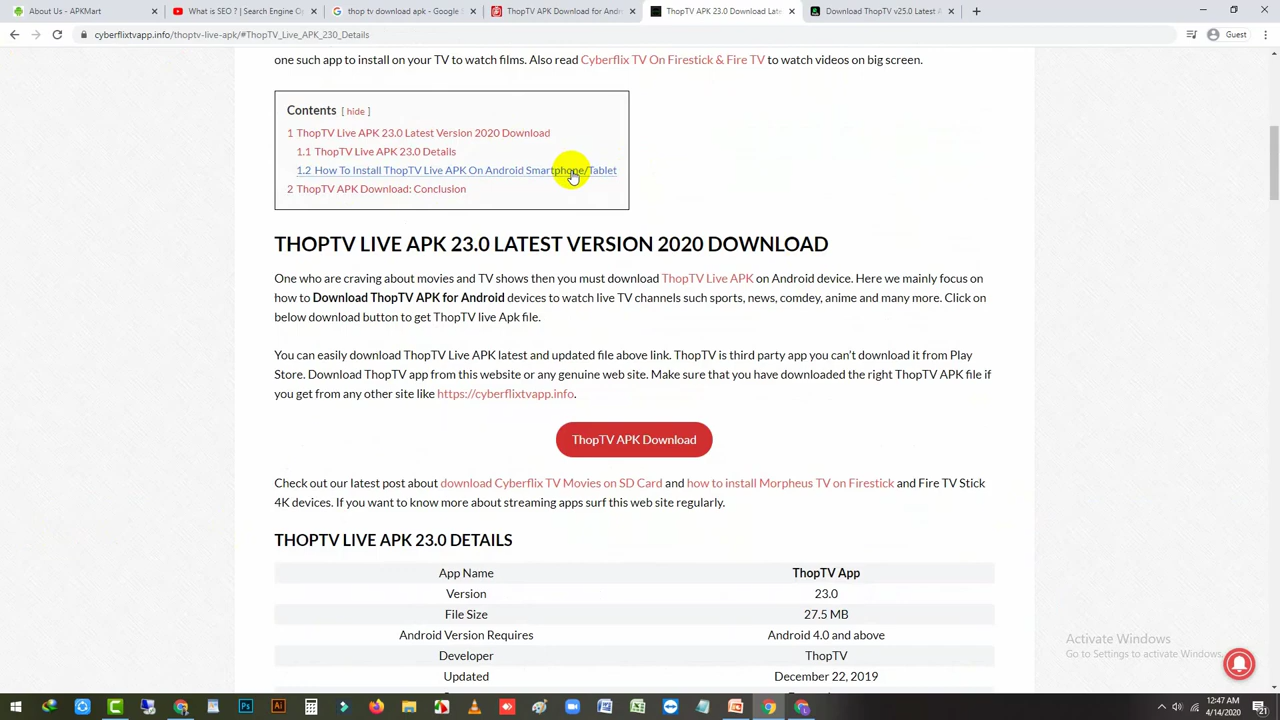 About Us - APKMart
What is SEO ? | Search Engine Op
thop tv download apk - Google S
ThopTV APK Download for Andr
ThopTV APK 23.0 Download Late
Download ThopTV v25.0 Latest A
cyberflixtvapp.info/thoptv-live-apk/#ThopTV_Live_APK_230_Details
Guest
one such app to install on your TV to watch films. Also read Cyberflix TV On Firestick & Fire TV to watch videos on big screen.
Contents [ hide ]
1 ThopTV Live APK 23.0 Latest Version 2020 Download
1.1 ThopTV Live APK 23.0 Details
1.2 How To Install ThopTV Live APK On Android Smartphone/Tablet
2 ThopTV APK Download: Conclusion
THOPTV LIVE APK 23.0 LATEST VERSION 2020 DOWNLOAD
One who are craving about movies and TV shows then you must download ThopTV Live APK on Android device. Here we mainly focus on
how to Download ThopTV APK for Android devices to watch live TV channels such sports, news, comdey, anime and many more. Click on
below download button to get ThopTV live Apk file.
You can easily download ThopTV Live APK latest and updated file above link. ThopTV is third party app you can't download it from Play
Store. Download ThopTV app from this website or any genuine web site. Make sure that you have downloaded the right ThopTV APK file if
you get from any other site like https://cyberflixtvapp.info.
ThopTV APK Download
Check out our latest post about download Cyberflix TV Movies on SD Card and how to install Morpheus TV on Firestick and Fire TV Stick
4K devices. If you want to know more about streaming apps surf this web site regularly.
THOPTV LIVE APK 23.0 DETAILS
App Name ThopTV App
Version 23.0
File Size 27.5 MB
Android Version Requires Android 4.0 and above
Developer ThopTV
Updated December 22, 2019
Activate Windows
Go to Settings to activate Windows.
12:47 AM
4/14/2020